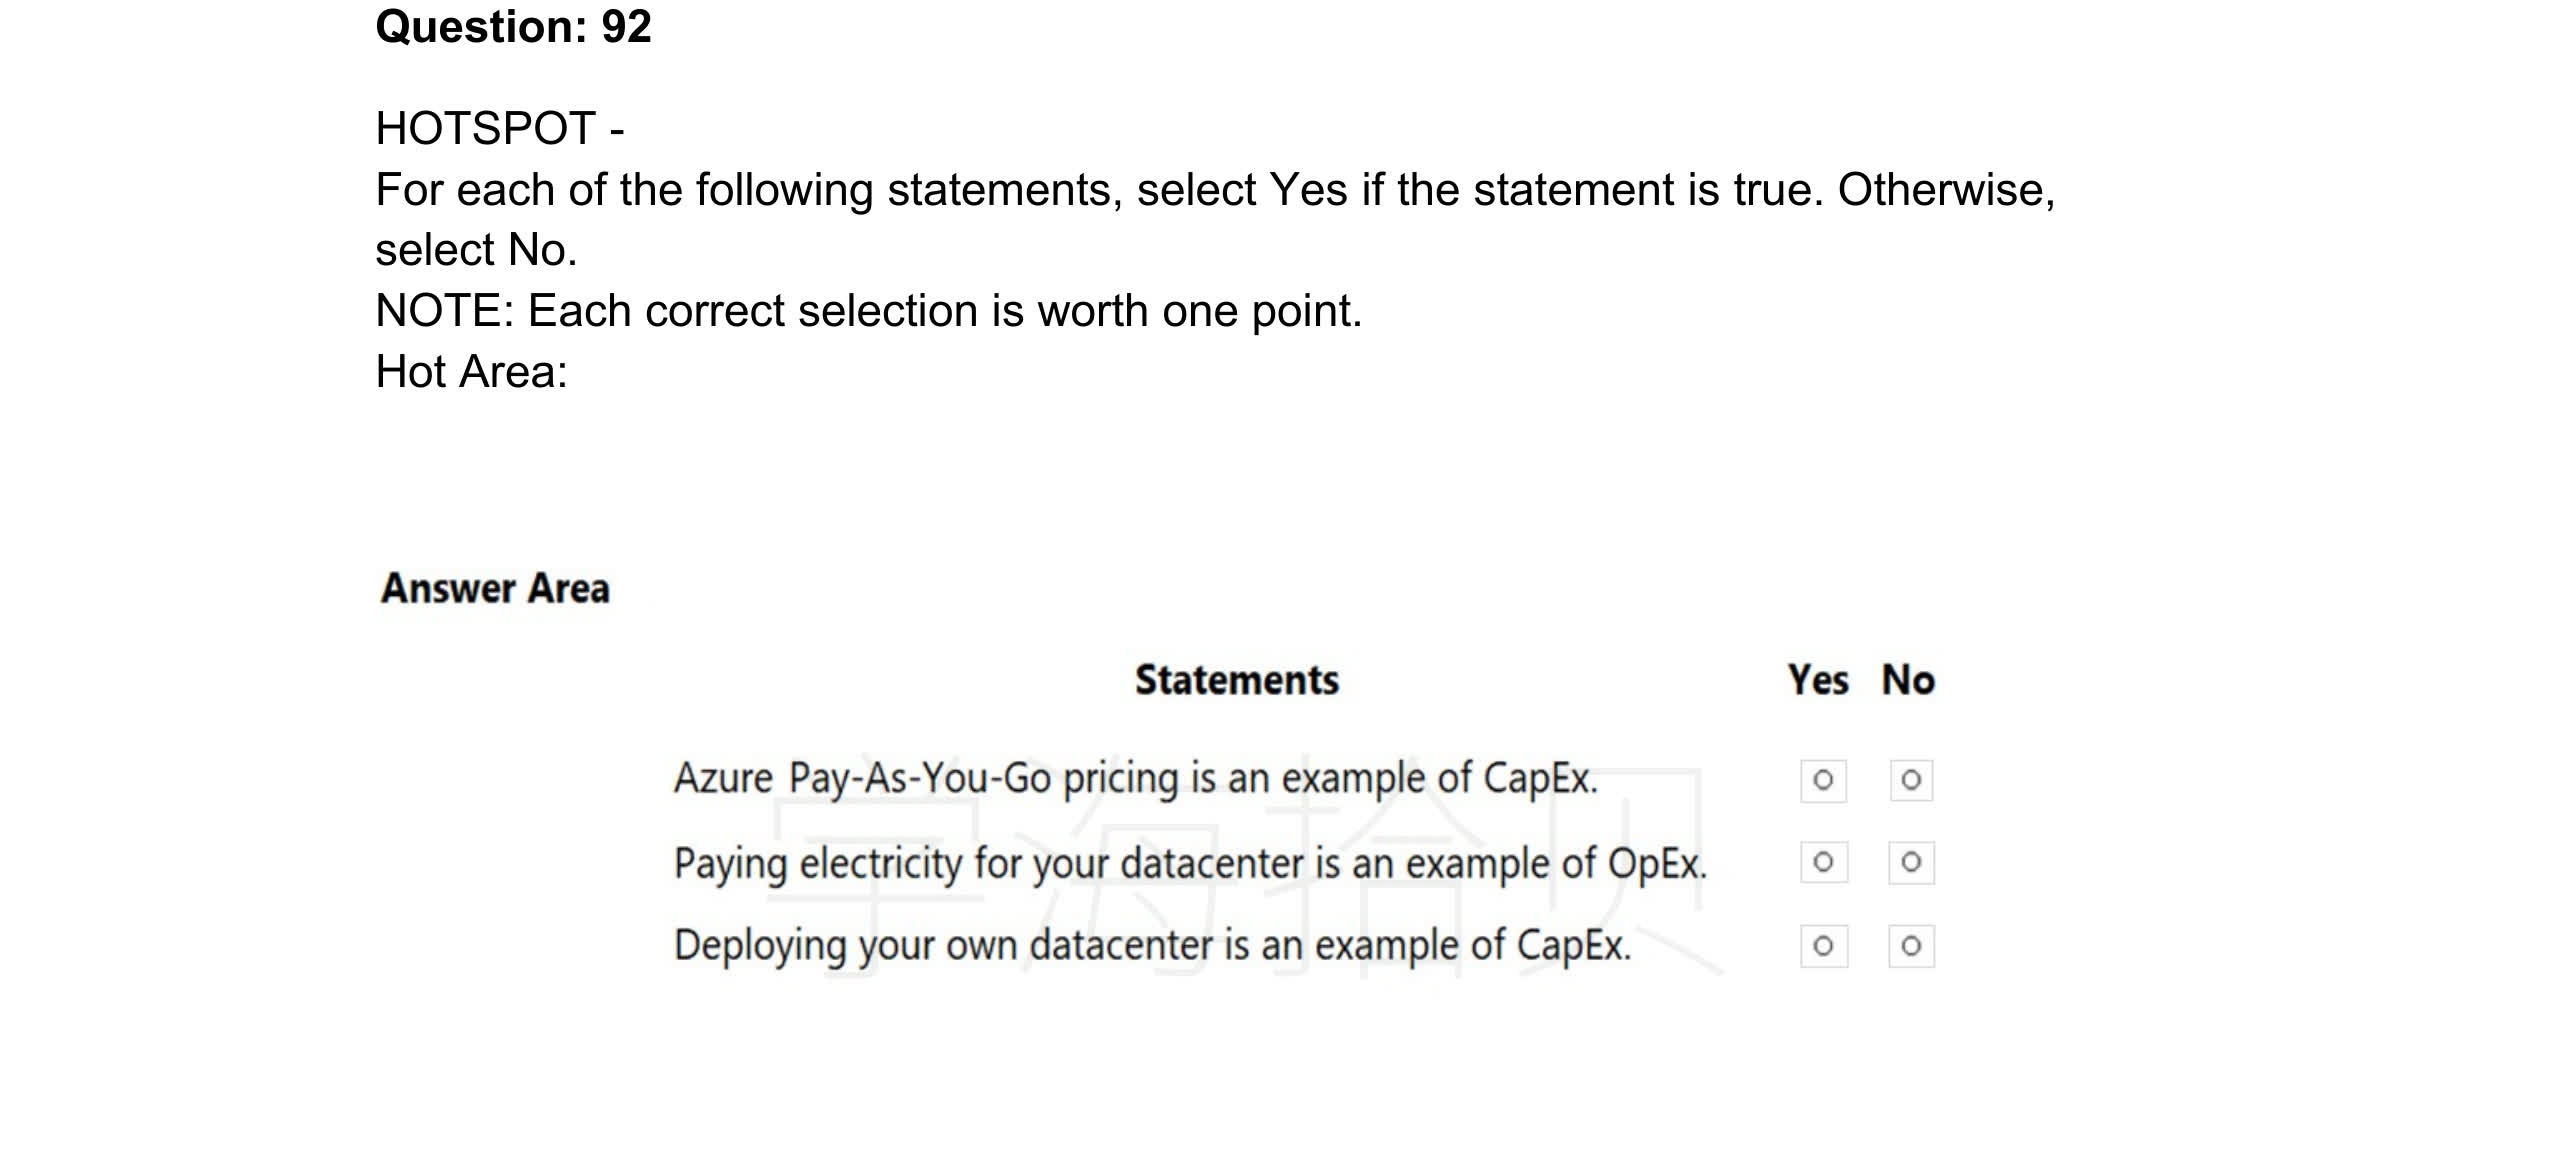 Question: 92
HOTSPOT -
For each of the following statements, select Yes if the statement is true. Otherwise,
select No.
NOTE: Each correct selection is worth one point.
Hot Area:
Answer Area
Statements Yes No
Azure Pay-As-You-Go pricing is an example of CapEx.
Paying electricity for your datacenter is an example of OpEx.
Deploying your own datacenter is an example of CapEx.
学海拾贝